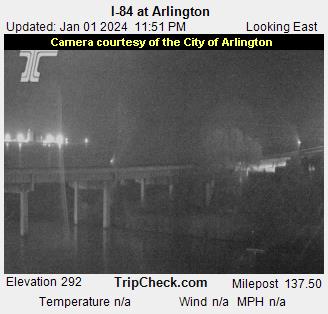 I-84 at Arlington
Updated: Jan 01 2024 11:51 PM Looking East
Camera courtesy of the City of Arlington
Elevation 292 TripCheck.com Milepost 137.50
Temperature n/a Wind n/a MPH n/a